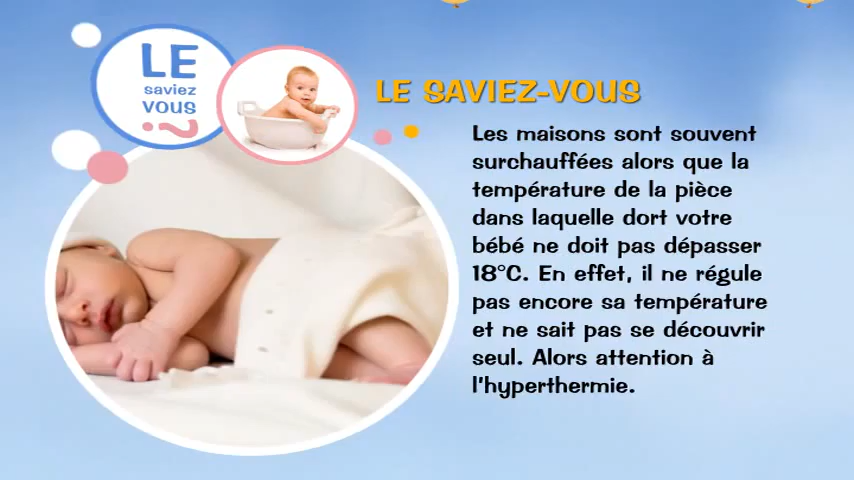 LE
saviez
vous
?
LE SAVIEZ-VOUS
Les maisons sont souvent
surchauffées alors que la
température de la pièce
dans laquelle dort votre
bébé ne doit pas dépasser
18°C. En effet, il ne régule
pas encore sa température
et ne sait pas se découvrir
seul. Alors attention à
l'hyperthermie.